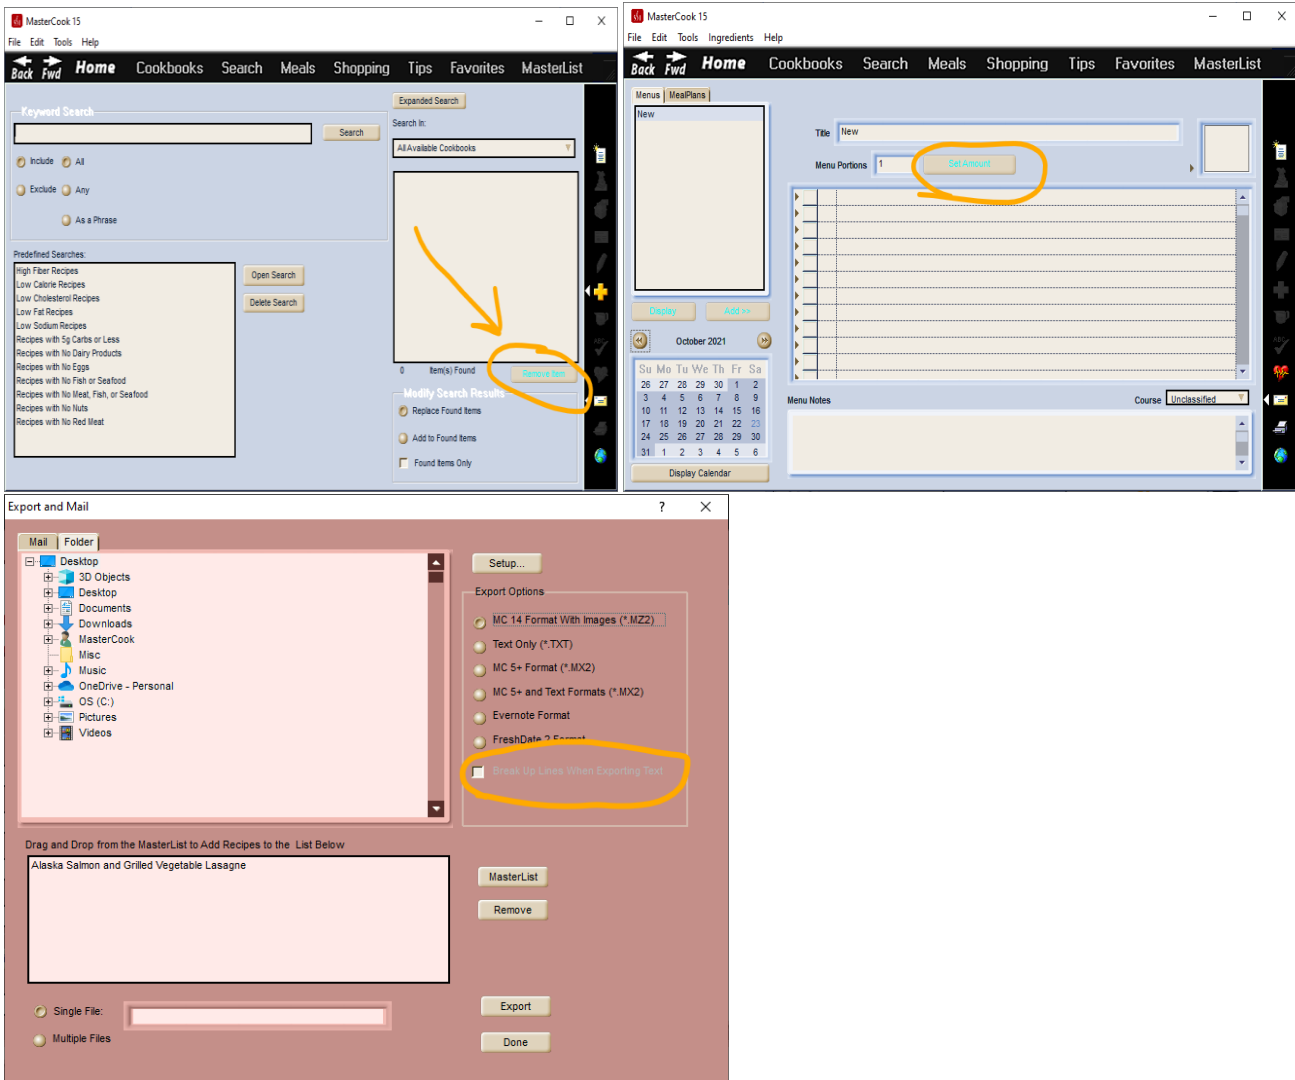 MasterCook 15
File Edit Tools Help
Back Fwd Home Cookbooks Search Meals Shopping Tips Favorites MasterList
Keyword Search
Search
Include All
Exclude Any
As a Phrase
Predefined Searches:
High Fiber Recipes
Low Calorie Recipes
Low Cholesterol Recipes
Low Fat Recipes
Low Sodium Recipes
Recipes with 5g Carbs or Less
Recipes with No Dairy Products
Recipes with No Eggs
Recipes with No Fish or Seafood
Recipes with No Meat, Fish, or Seafood
Recipes with No Nuts
Recipes with No Red Meat
Open Search
Delete Search
Expanded Search
Search In:
All Available Cookbooks
0 Item(s) Found
Remove Item
Modify Search Results
Replace Found Items
Add to Found Items
Found Items Only
ABC
MasterCook 15
File Edit Tools Ingredients Help
Back Fwd Home Cookbooks Search Meals Shopping Tips Favorites MasterList
Menus MealPlans
New
Title New
Menu Portions 1 Set Amount
Display Add >>
October 2021
Su Mo Tu We Th Fr Sa
26 27 28 29 30 1 2
3 4 5 6 7 8 9
10 11 12 13 14 15 16
17 18 19 20 21 22 23
24 25 26 27 28 29 30
31 1 2 3 4 5 6
Display Calendar
Menu Notes
Course Unclassified
ABC
Export and Mail
?
Mail Folder
Desktop
3D Objects
Desktop
Documents
Downloads
MasterCook
Misc
Music
OneDrive - Personal
OS (C:)
Pictures
Videos
Setup...
Export Options
MC 14 Format With Images (*.MZ2)
Text Only (*.TXT)
MC 5+ Format (*.MX2)
MC 5+ and Text Formats (*.MX2)
Evernote Format
FreshDate 2 Format
Break Up Lines When Exporting Text
Drag and Drop from the MasterList to Add Recipes to the List Below
Alaska Salmon and Grilled Vegetable Lasagne
MasterList
Remove
Single File:
Multiple Files
Export
Done